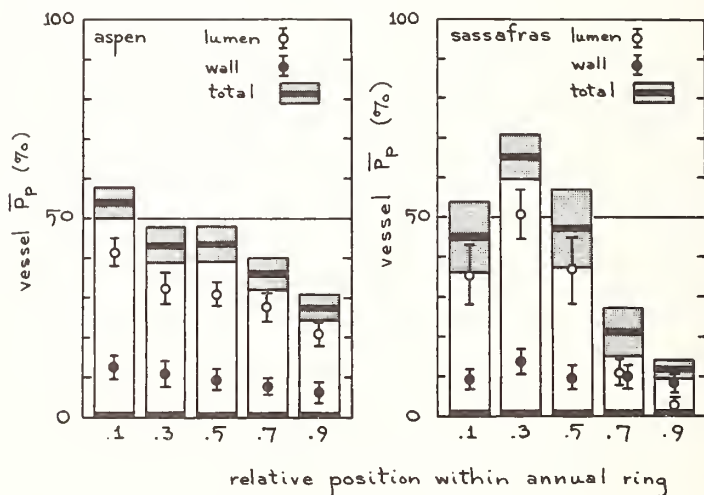 100
aspen
lumen
wall
total
50
0
vessel P̅p (%)
.1 .3 .5 .7 .9
100
sassafras
lumen
wall
total
50
0
vessel P̅p (%)
.1 .3 .5 .7 .9
relative position within annual ring